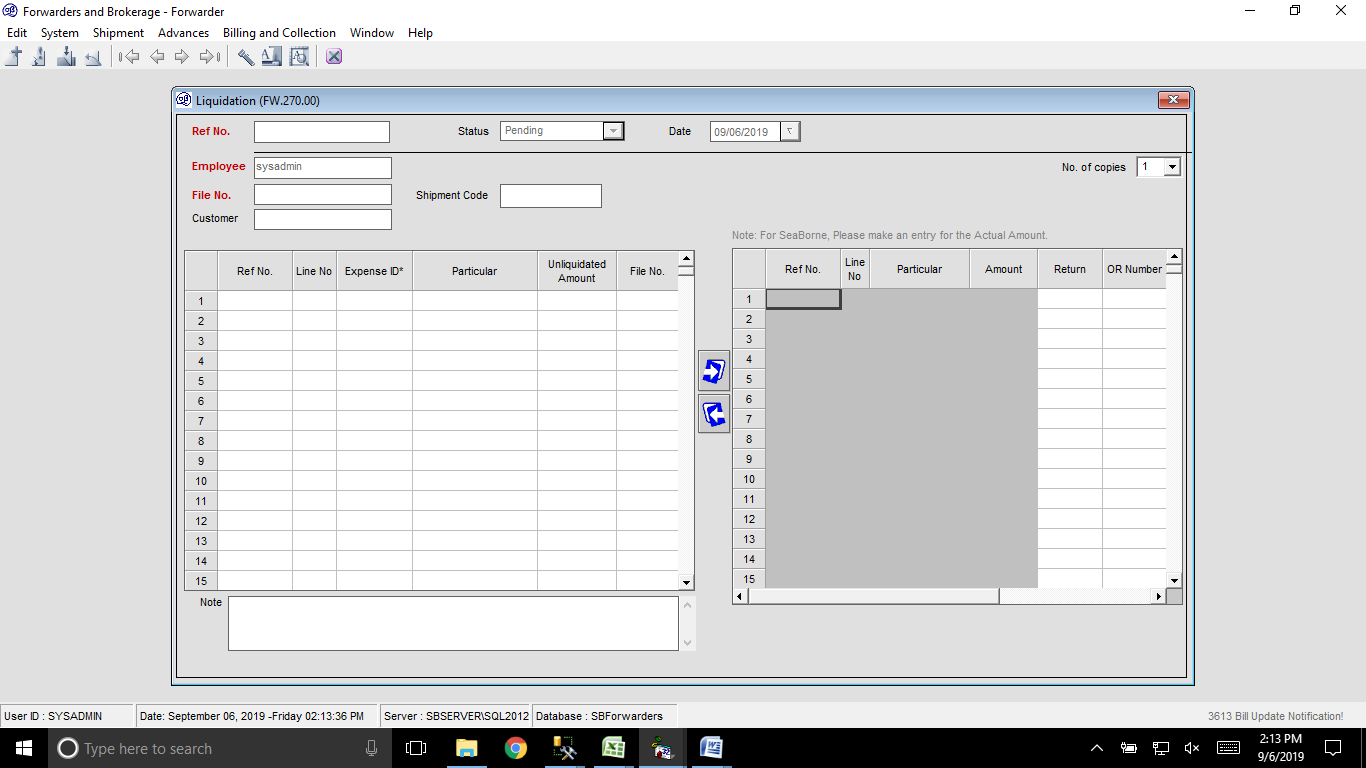 Forwarders and Brokerage - Forwarder
Edit System Shipment Advances Billing and Collection Window Help
Liquidation (FW.270.00)
Ref No. Status Pending Date 09/06/2019
Employee sysadmin No. of copies 1
File No. Shipment Code
Customer
Note: For SeaBorne, Please make an entry for the Actual Amount.
Ref No. Line No Expense ID* Particular Unliquidated Amount File No.
1
2
3
4
5
6
7
8
9
10
11
12
13
14
15
Ref No. Line No Particular Amount Return OR Number
1
2
3
4
5
6
7
8
9
10
11
12
13
14
15
Note
User ID : SYSADMIN Date: September 06, 2019 -Friday 02:13:36 PM Server : SBSERVER\SQL2012 Database : SBForwarders 3613 Bill Update Notification!
Type here to search
2:13 PM
9/6/2019